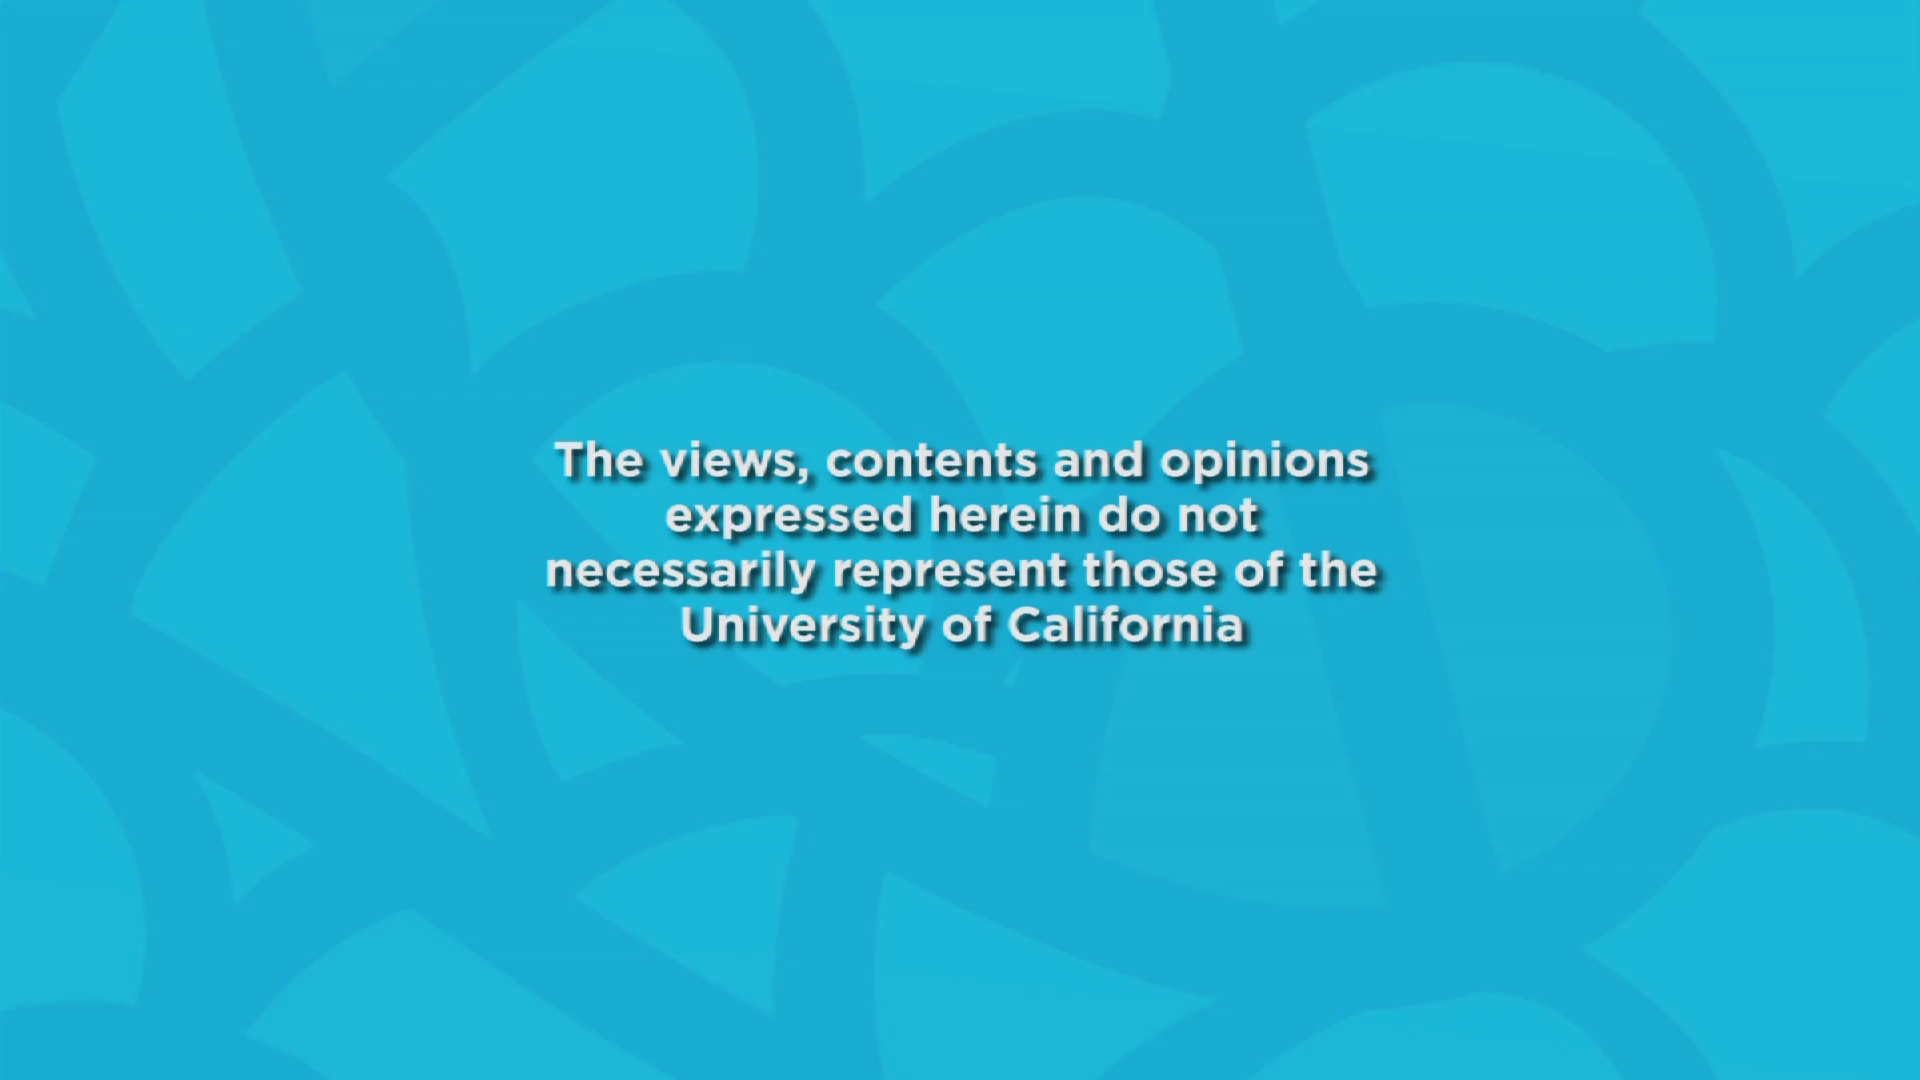 The views, contents and opinions
expressed herein do not
necessarily represent those of the
University of California